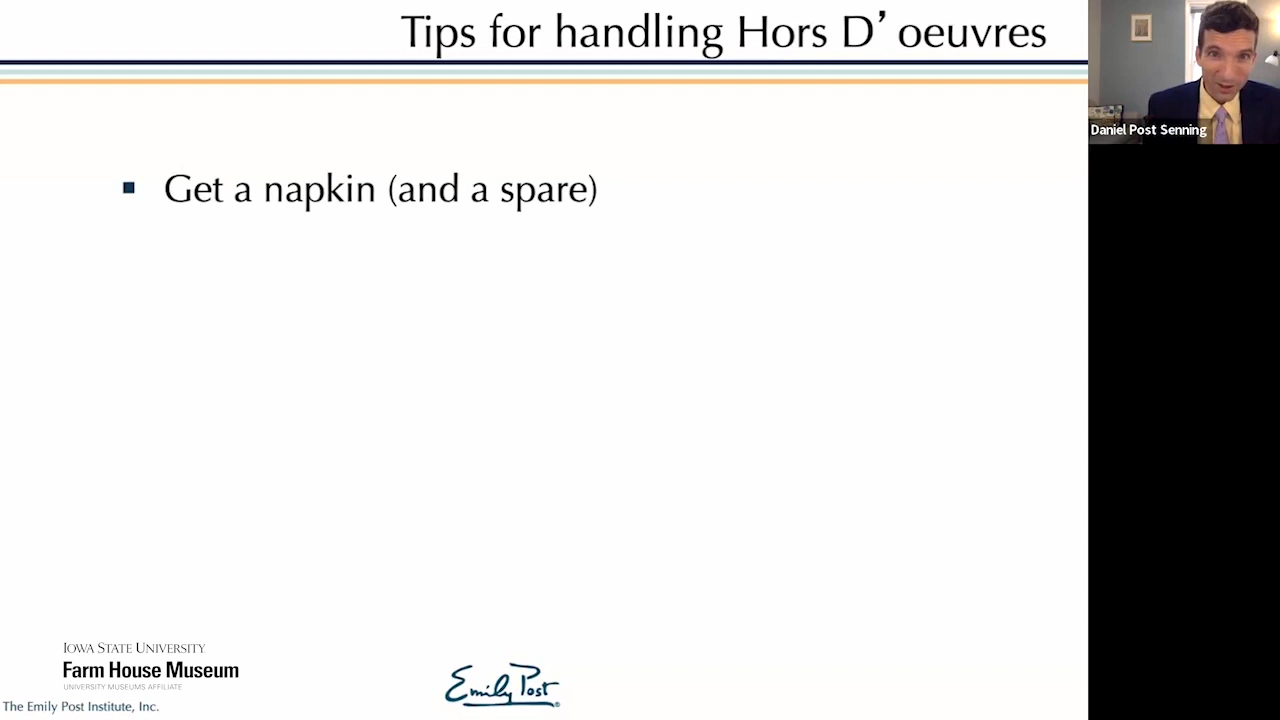 Tips for handling Hors D’oeuvres
Daniel Post Senning
▪ Get a napkin (and a spare)
IOWA STATE UNIVERSITY
Farm House Museum
UNIVERSITY MUSEUMS AFFILIATE
Emily Post®
The Emily Post Institute, Inc.